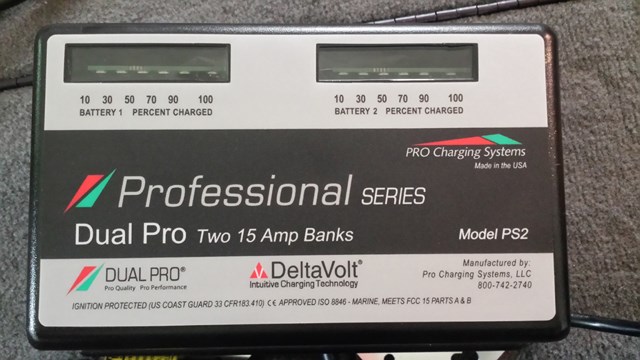 10 30 50 70 90 100
BATTERY 1 PERCENT CHARGED
10 30 50 70 90 100
BATTERY 2 PERCENT CHARGED
PRO Charging Systems
Made in the USA
Professional SERIES
Dual Pro Two 15 Amp Banks
Model PS2
DUAL PRO®
Pro Quality Pro Performance
DeltaVolt®
Intuitive Charging Technology
Manufactured by:
Pro Charging Systems, LLC
800-742-2740
IGNITION PROTECTED (US COAST GUARD 33 CFR183.410) C€ APPROVED ISO 8846 - MARINE, MEETS FCC 15 PARTS A & B